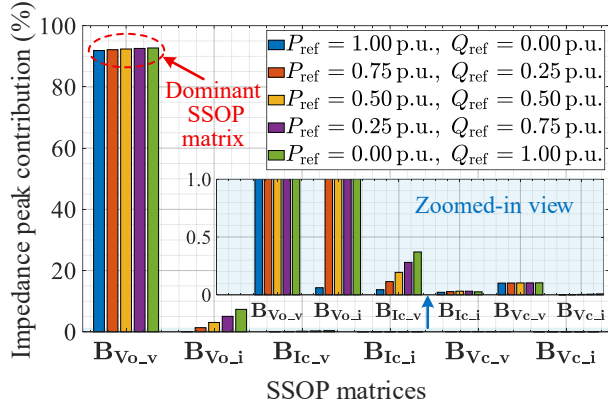 Impedance peak contribution (%)
100
80
60
40
20
0
P_ref = 1.00 p.u., Q_ref = 0.00 p.u.
P_ref = 0.75 p.u., Q_ref = 0.25 p.u.
P_ref = 0.50 p.u., Q_ref = 0.50 p.u.
P_ref = 0.25 p.u., Q_ref = 0.75 p.u.
P_ref = 0.00 p.u., Q_ref = 1.00 p.u.
Dominant
SSOP
matrix
1.0
0.5
0
Zoomed-in view
B_Vo_v B_Vo_i B_Ic_v B_Ic_i B_Vc_v B_Vc_i
B_Vo_v B_Vo_i B_Ic_v B_Ic_i B_Vc_v B_Vc_i
SSOP matrices